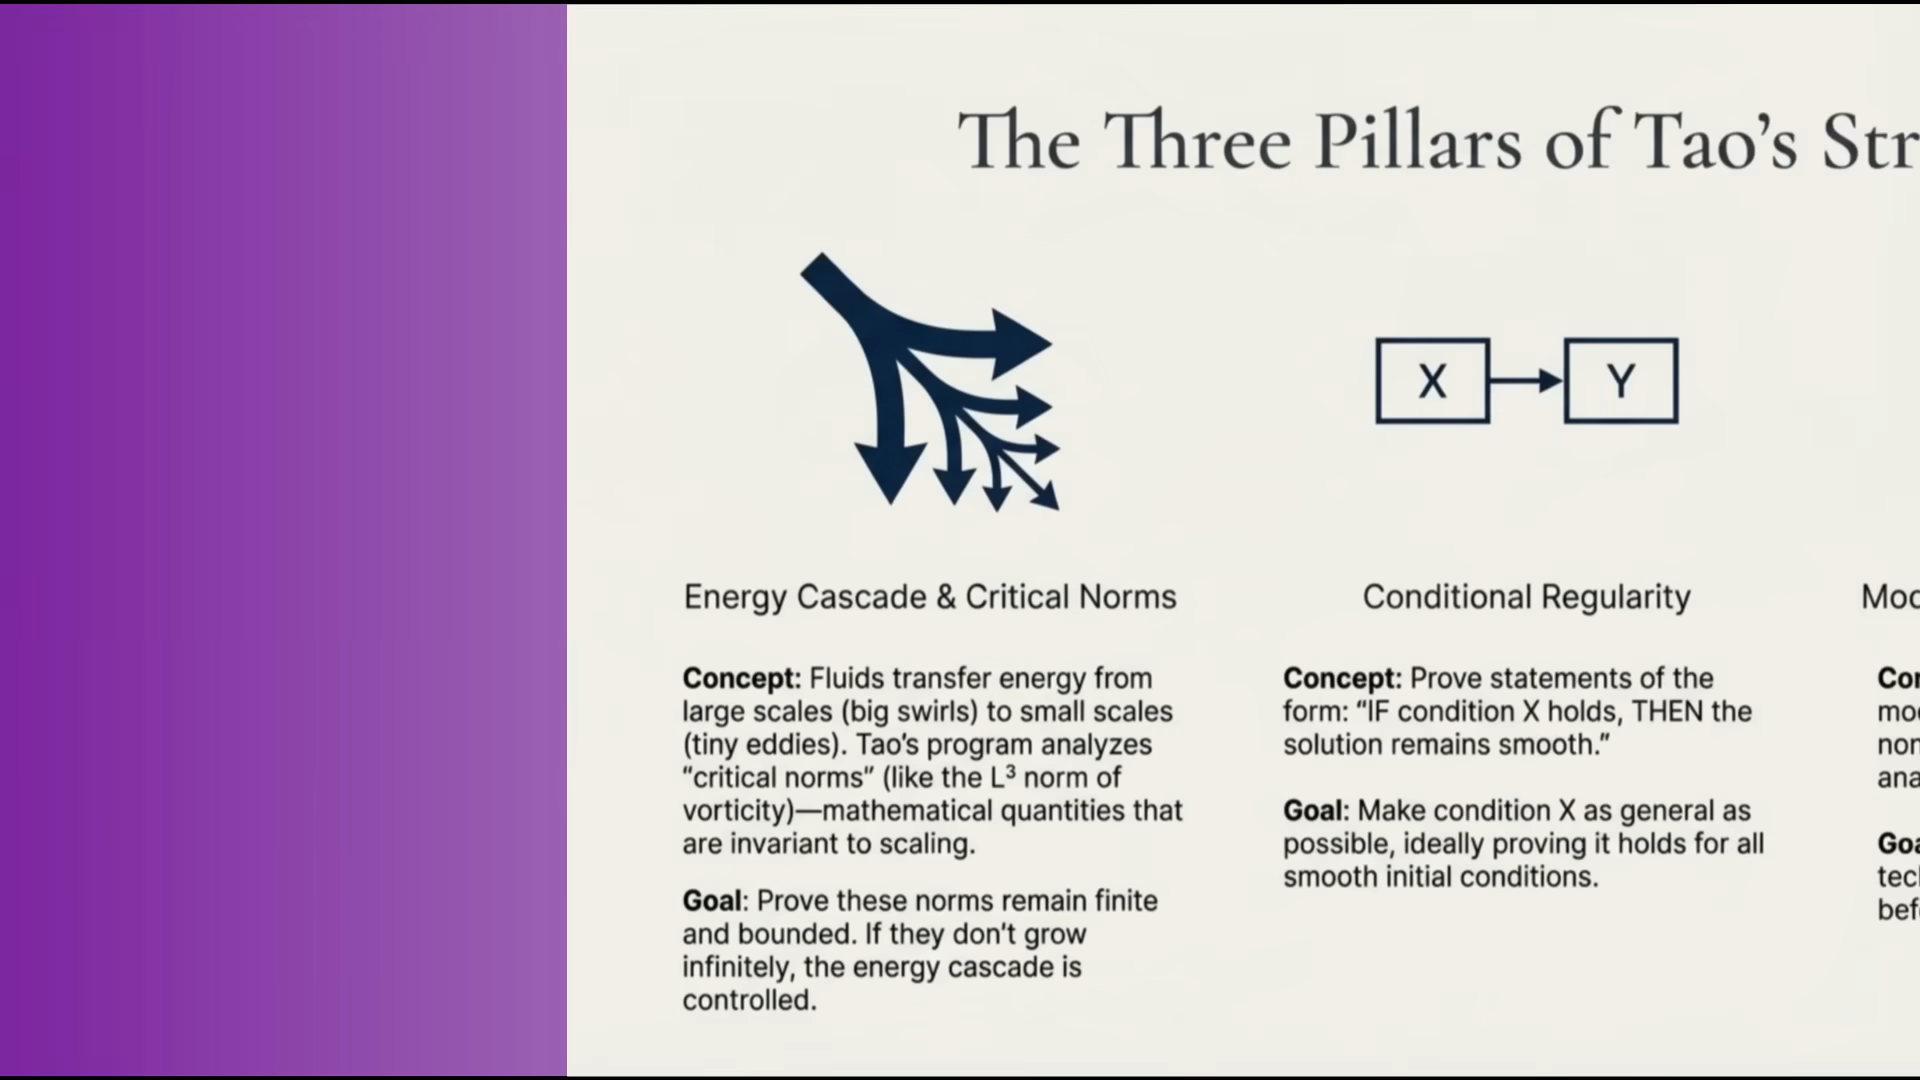 The Three Pillars of Tao’s Str
X
Y
Energy Cascade & Critical Norms
Concept: Fluids transfer energy from
large scales (big swirls) to small scales
(tiny eddies). Tao’s program analyzes
“critical norms” (like the L³ norm of
vorticity)—mathematical quantities that
are invariant to scaling.
Goal: Prove these norms remain finite
and bounded. If they don’t grow
infinitely, the energy cascade is
controlled.
Conditional Regularity
Concept: Prove statements of the
form: “IF condition X holds, THEN the
solution remains smooth.”
Goal: Make condition X as general as
possible, ideally proving it holds for all
smooth initial conditions.